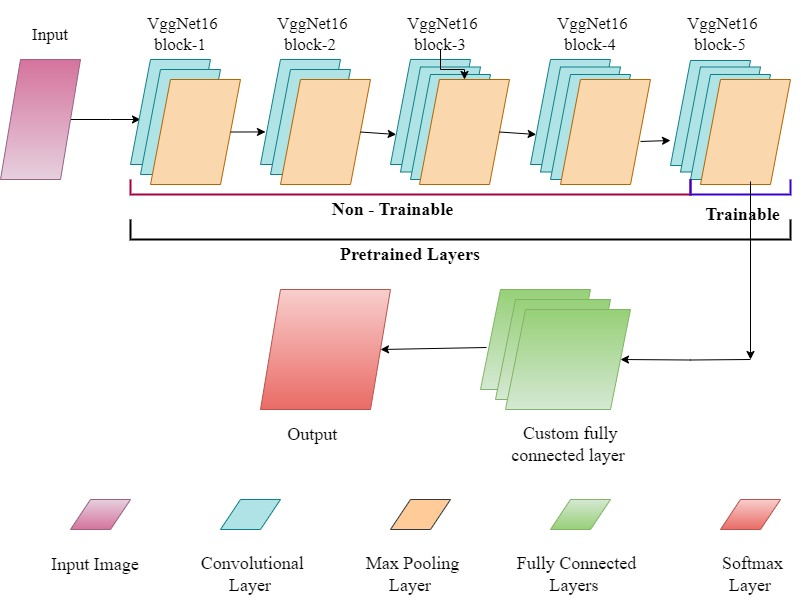 Input
VggNet16
block-1
VggNet16
block-2
VggNet16
block-3
VggNet16
block-4
VggNet16
block-5
Non - Trainable
Trainable
Pretrained Layers
Output
Custom fully
connected layer
Input Image
Convolutional
Layer
Max Pooling
Layer
Fully Connected
Layers
Softmax
Layer